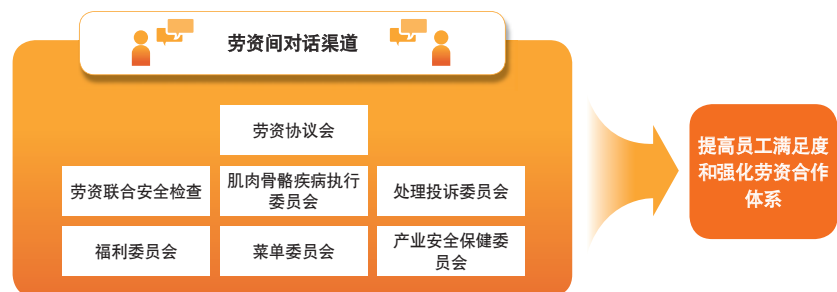 劳资间对话渠道
劳资协议会
劳资联合安全检查
肌肉骨骼疾病执行
委员会
处理投诉委员会
福利委员会
菜单委员会
产业安全保健委
员会
提高员工满足度
和强化劳资合作
体系